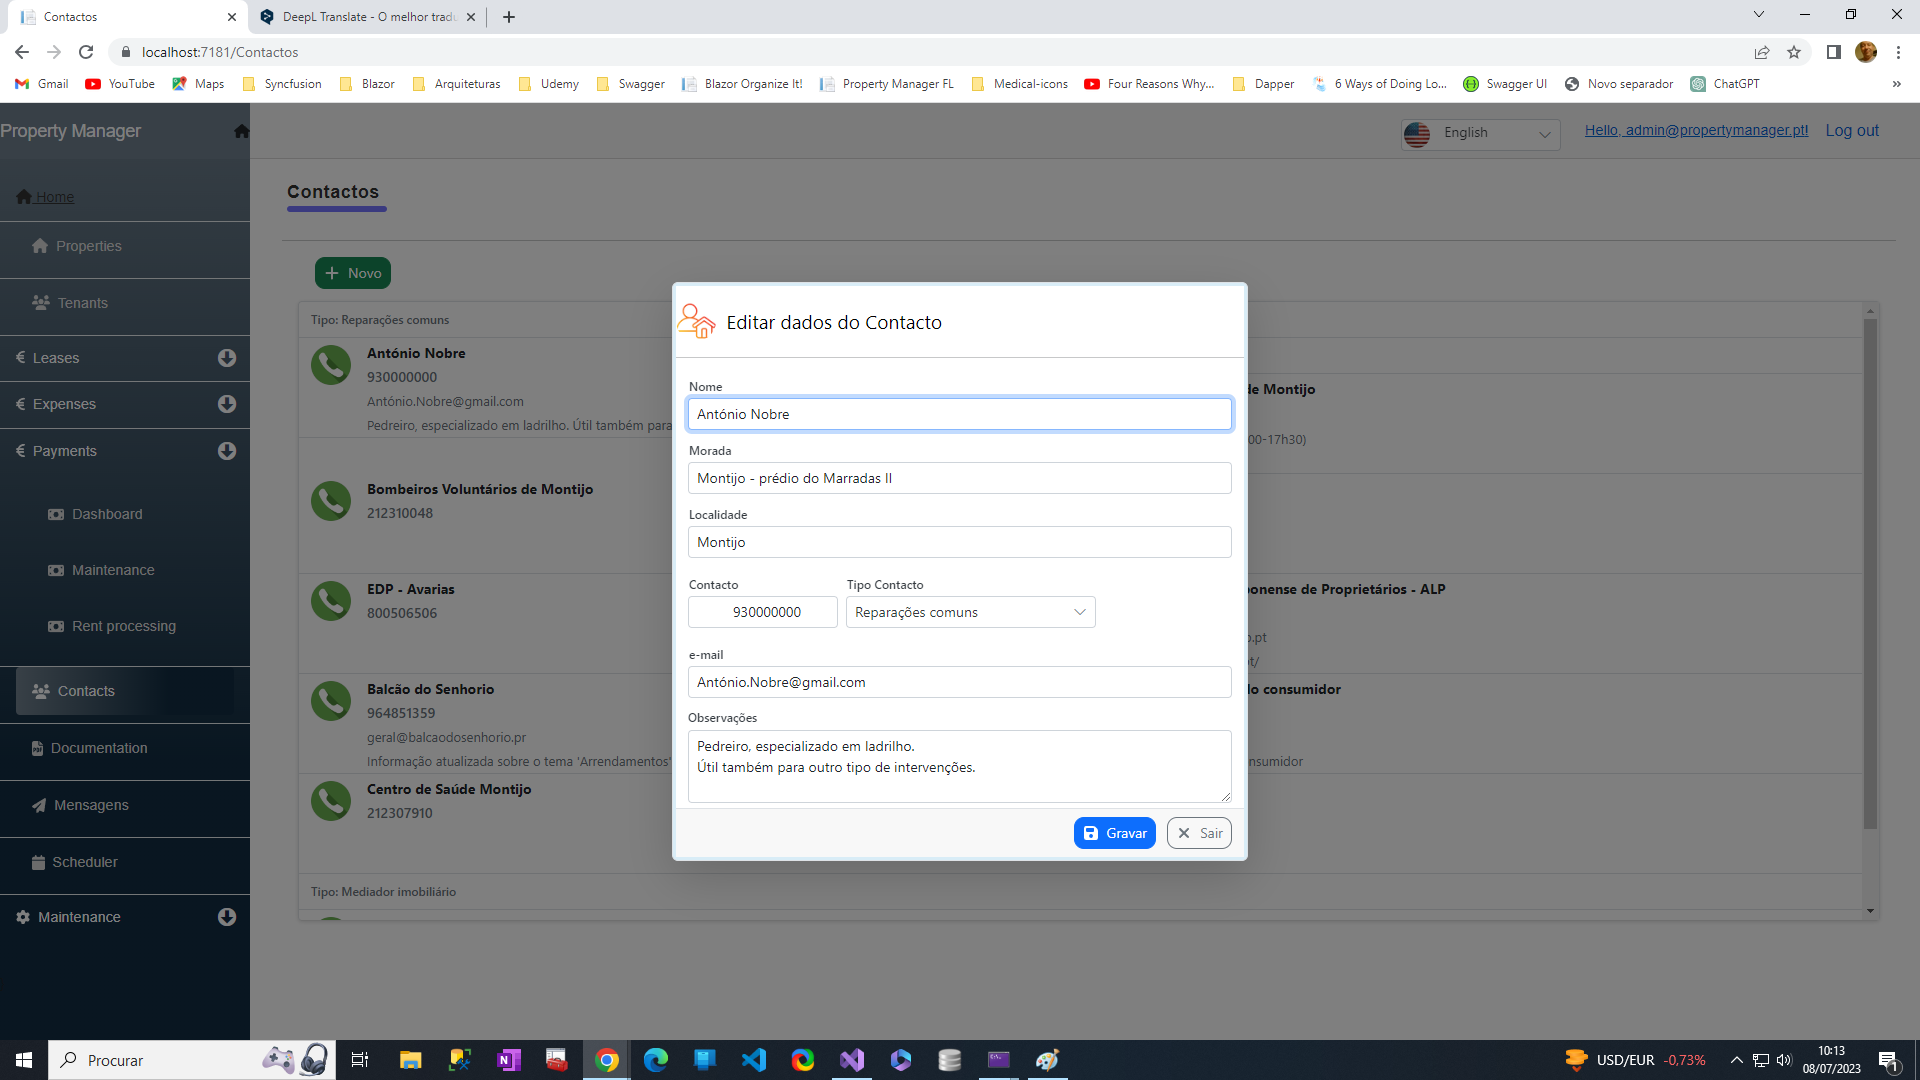 Contactos
DeepL Translate - O melhor tradu
localhost:7181/Contactos
Gmail
YouTube
Maps
Syncfusion
Blazor
Arquiteturas
Udemy
Swagger
Blazor Organize It!
Property Manager FL
Medical-icons
Four Reasons Why...
Dapper
6 Ways of Doing Lo...
Swagger UI
Novo separador
ChatGPT
»
Property Manager
English
Hello, admin@propertymanager.pt!
Log out
Home
Properties
Tenants
€ Leases
€ Expenses
€ Payments
Dashboard
Maintenance
Rent processing
Contacts
Documentation
Mensagens
Scheduler
Maintenance
Contactos
+ Novo
Tipo: Reparações comuns
António Nobre
930000000
António.Nobre@gmail.com
Pedreiro, especializado em ladrilho. Útil também para
Bombeiros Voluntários de Montijo
212310048
EDP - Avarias
800506506
Balcão do Senhorio
964851359
geral@balcaodosenhorio.pr
Informação atualizada sobre o tema 'Arrendamentos'
Centro de Saúde Montijo
212307910
Tipo: Mediador imobiliário
de Montijo
00-17h30)
onense de Proprietários - ALP
o.pt
t/
do consumidor
nsumidor
Editar dados do Contacto
Nome
António Nobre
Morada
Montijo - prédio do Marradas II
Localidade
Montijo
Contacto
Tipo Contacto
930000000
Reparações comuns
e-mail
António.Nobre@gmail.com
Observações
Pedreiro, especializado em ladrilho.
Útil também para outro tipo de intervenções.
Gravar
Sair
Procurar
USD/EUR -0,73%
10:13
08/07/2023
1